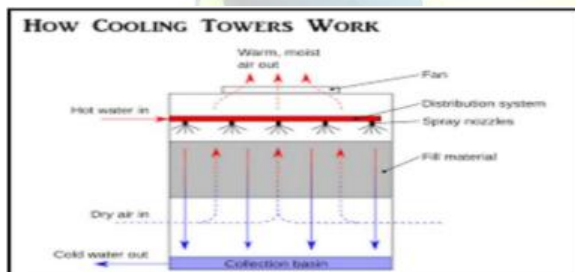 HOW COOLING TOWERS WORK
Warm, moist
air out
Fan
Hot water in
Distribution system
Spray nozzles
Fill material
Dry air in
Cold water out
Collection basin